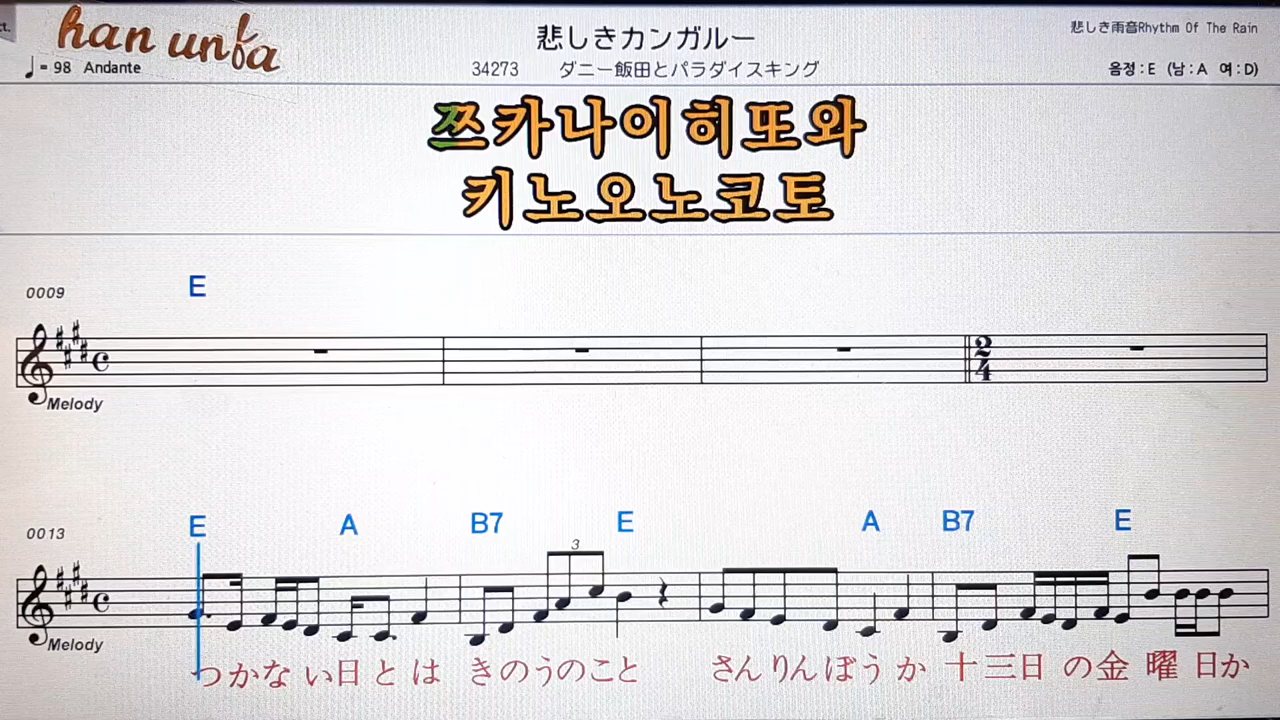 ct.
han unfa
悲しきカンガルー
悲しき雨音Rhythm Of The Rain
♩= 98 Andante
34273 ダニー飯田とパラダイスキング
음정:E (남:A 여:D)
쯔카나이히또와
키노오노코토
0009
E
2
4
Melody
0013
E A B7 E A B7 E
3
Melody
つかない日とは きのうのこと さんりんぼうか 十三日の金曜日か